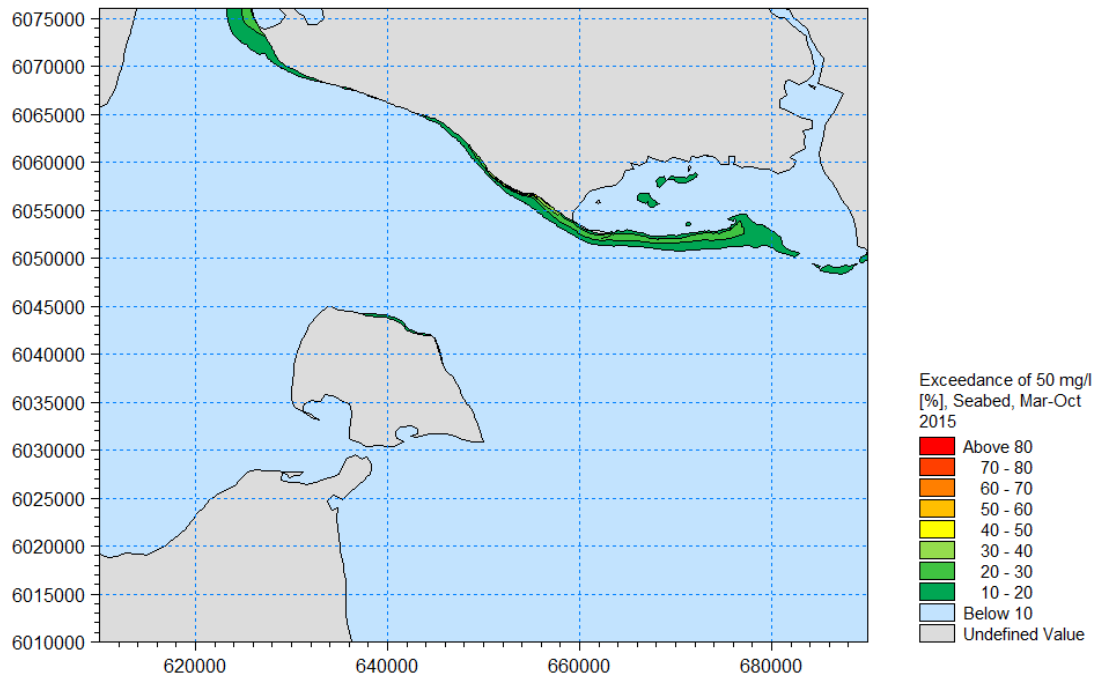 6075000
6070000
6065000
6060000
6055000
6050000
6045000
6040000
6035000
6030000
6025000
6020000
6015000
6010000
620000 640000 660000 680000
Exceedance of 50 mg/l
[%], Seabed, Mar-Oct
2015
Above 80
70 - 80
60 - 70
50 - 60
40 - 50
30 - 40
20 - 30
10 - 20
Below 10
Undefined Value